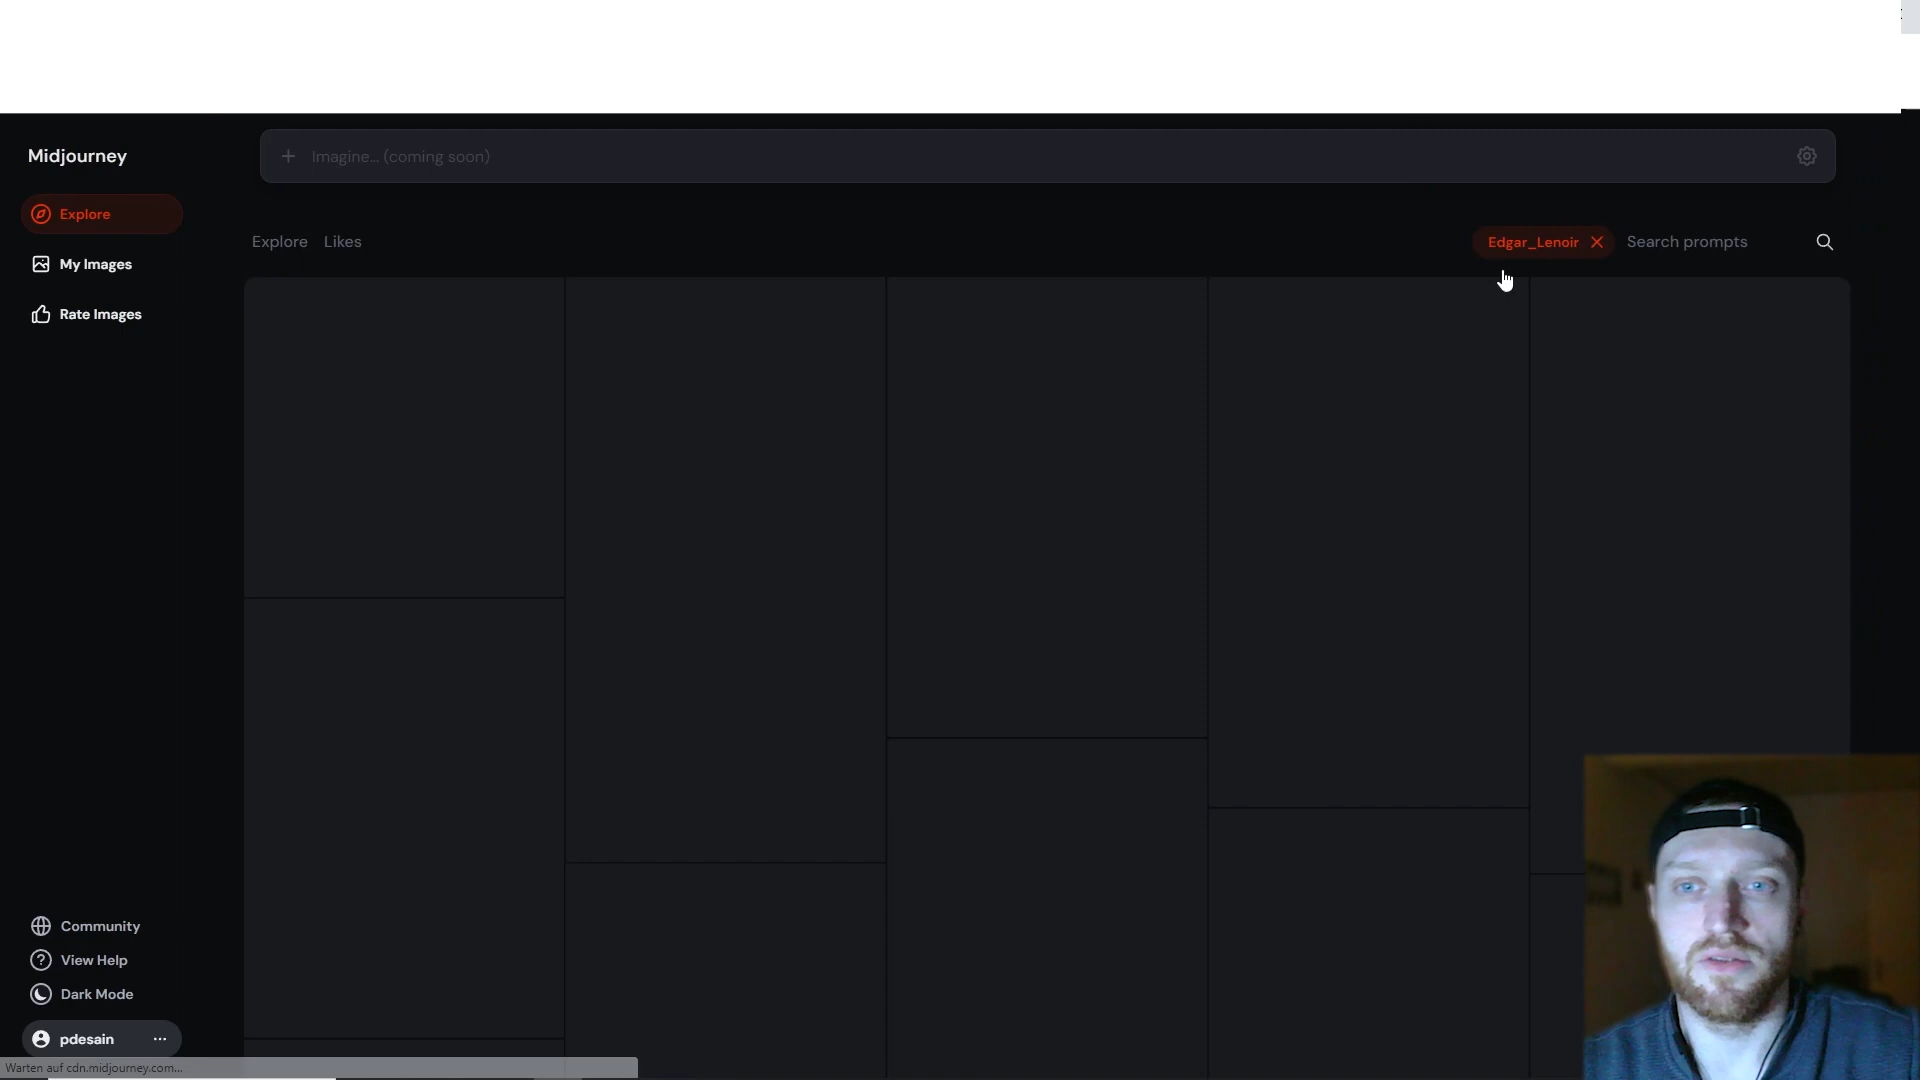 Midjourney
Imagine... (coming soon)
Explore
Explore Likes
Edgar_Lenoir
Search prompts
My Images
Rate Images
Community
View Help
Dark Mode
pdesain
Warten auf cdn.midjourney.com...